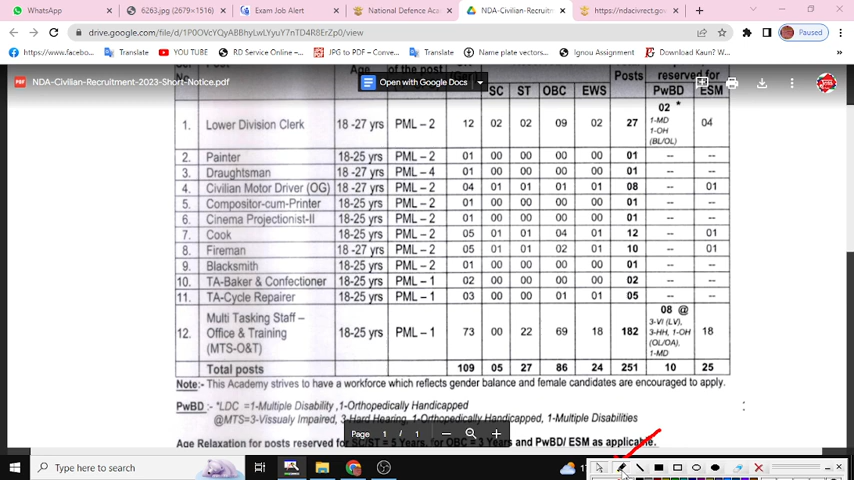 WhatsApp
6263.jpg (2679×1516)
Exam Job Alert
National Defence Aca
NDA-Civilian-Recruitm
https://ndacivrect.gov
drive.google.com/file/d/1POOVcYQyABBhyLwLYyuY7nTD4R8ErZp0/view
Paused
https://www.facebo...
Translate
YOU TUBE
RD Service Online –...
JPG to PDF – Conve...
Translate
Name plate vectors...
Ignou Assignment
Download Kaun? W...
NDA-Civilian-Recruitment-2023-Short-Notice.pdf
Open with Google Docs
No. Age of the post Posts reserved for
SC ST OBC EWS PwBD ESM
1. Lower Division Clerk 18 -27 yrs PML – 2 12 02 02 09 02 27 02 * 1-MD 1-OH (BL/OL) 04
2. Painter 18-25 yrs PML – 2 01 00 00 00 00 01 -- --
3. Draughtsman 18 -27 yrs PML – 4 01 00 00 00 00 01 -- --
4. Civilian Motor Driver (OG) 18 -27 yrs PML – 2 04 01 01 01 01 08 -- 01
5. Compositor-cum-Printer 18-25 yrs PML – 2 01 00 00 00 00 01 -- --
6. Cinema Projectionist-II 18-25 yrs PML – 2 01 00 00 00 00 01 -- --
7. Cook 18-25 yrs PML – 2 05 01 01 04 01 12 -- 01
8. Fireman 18 -27 yrs PML – 2 05 01 01 02 01 10 -- 01
9. Blacksmith 18-25 yrs PML – 2 01 00 00 00 00 01 -- --
10. TA-Baker & Confectioner 18-25 yrs PML – 1 02 00 00 00 00 02 -- --
11. TA-Cycle Repairer 18-25 yrs PML – 1 03 00 00 01 01 05 -- --
12. Multi Tasking Staff – Office & Training (MTS-O&T) 18-25 yrs PML – 1 73 00 22 69 18 182 08 @ 3-VI (LV), 3-HH, 1-OH (OL/OA), 1-MD 18
Total posts 109 05 27 86 24 251 10 25
Note:- This Academy strives to have a workforce which reflects gender balance and female candidates are encouraged to apply.
PwBD :- *LDC =1-Multiple Disability ,1-Orthopedically Handicapped
@MTS=3-Vissualy Impaired, 3-Hard Hearing, 1-Orthopedically Handicapped, 1-Multiple Disabilities
Age Relaxation for posts reserved for SC/ST = 5 Years, for OBC = 3 Years and PwBD/ ESM as applicable.
Page 1 / 1
Type here to search